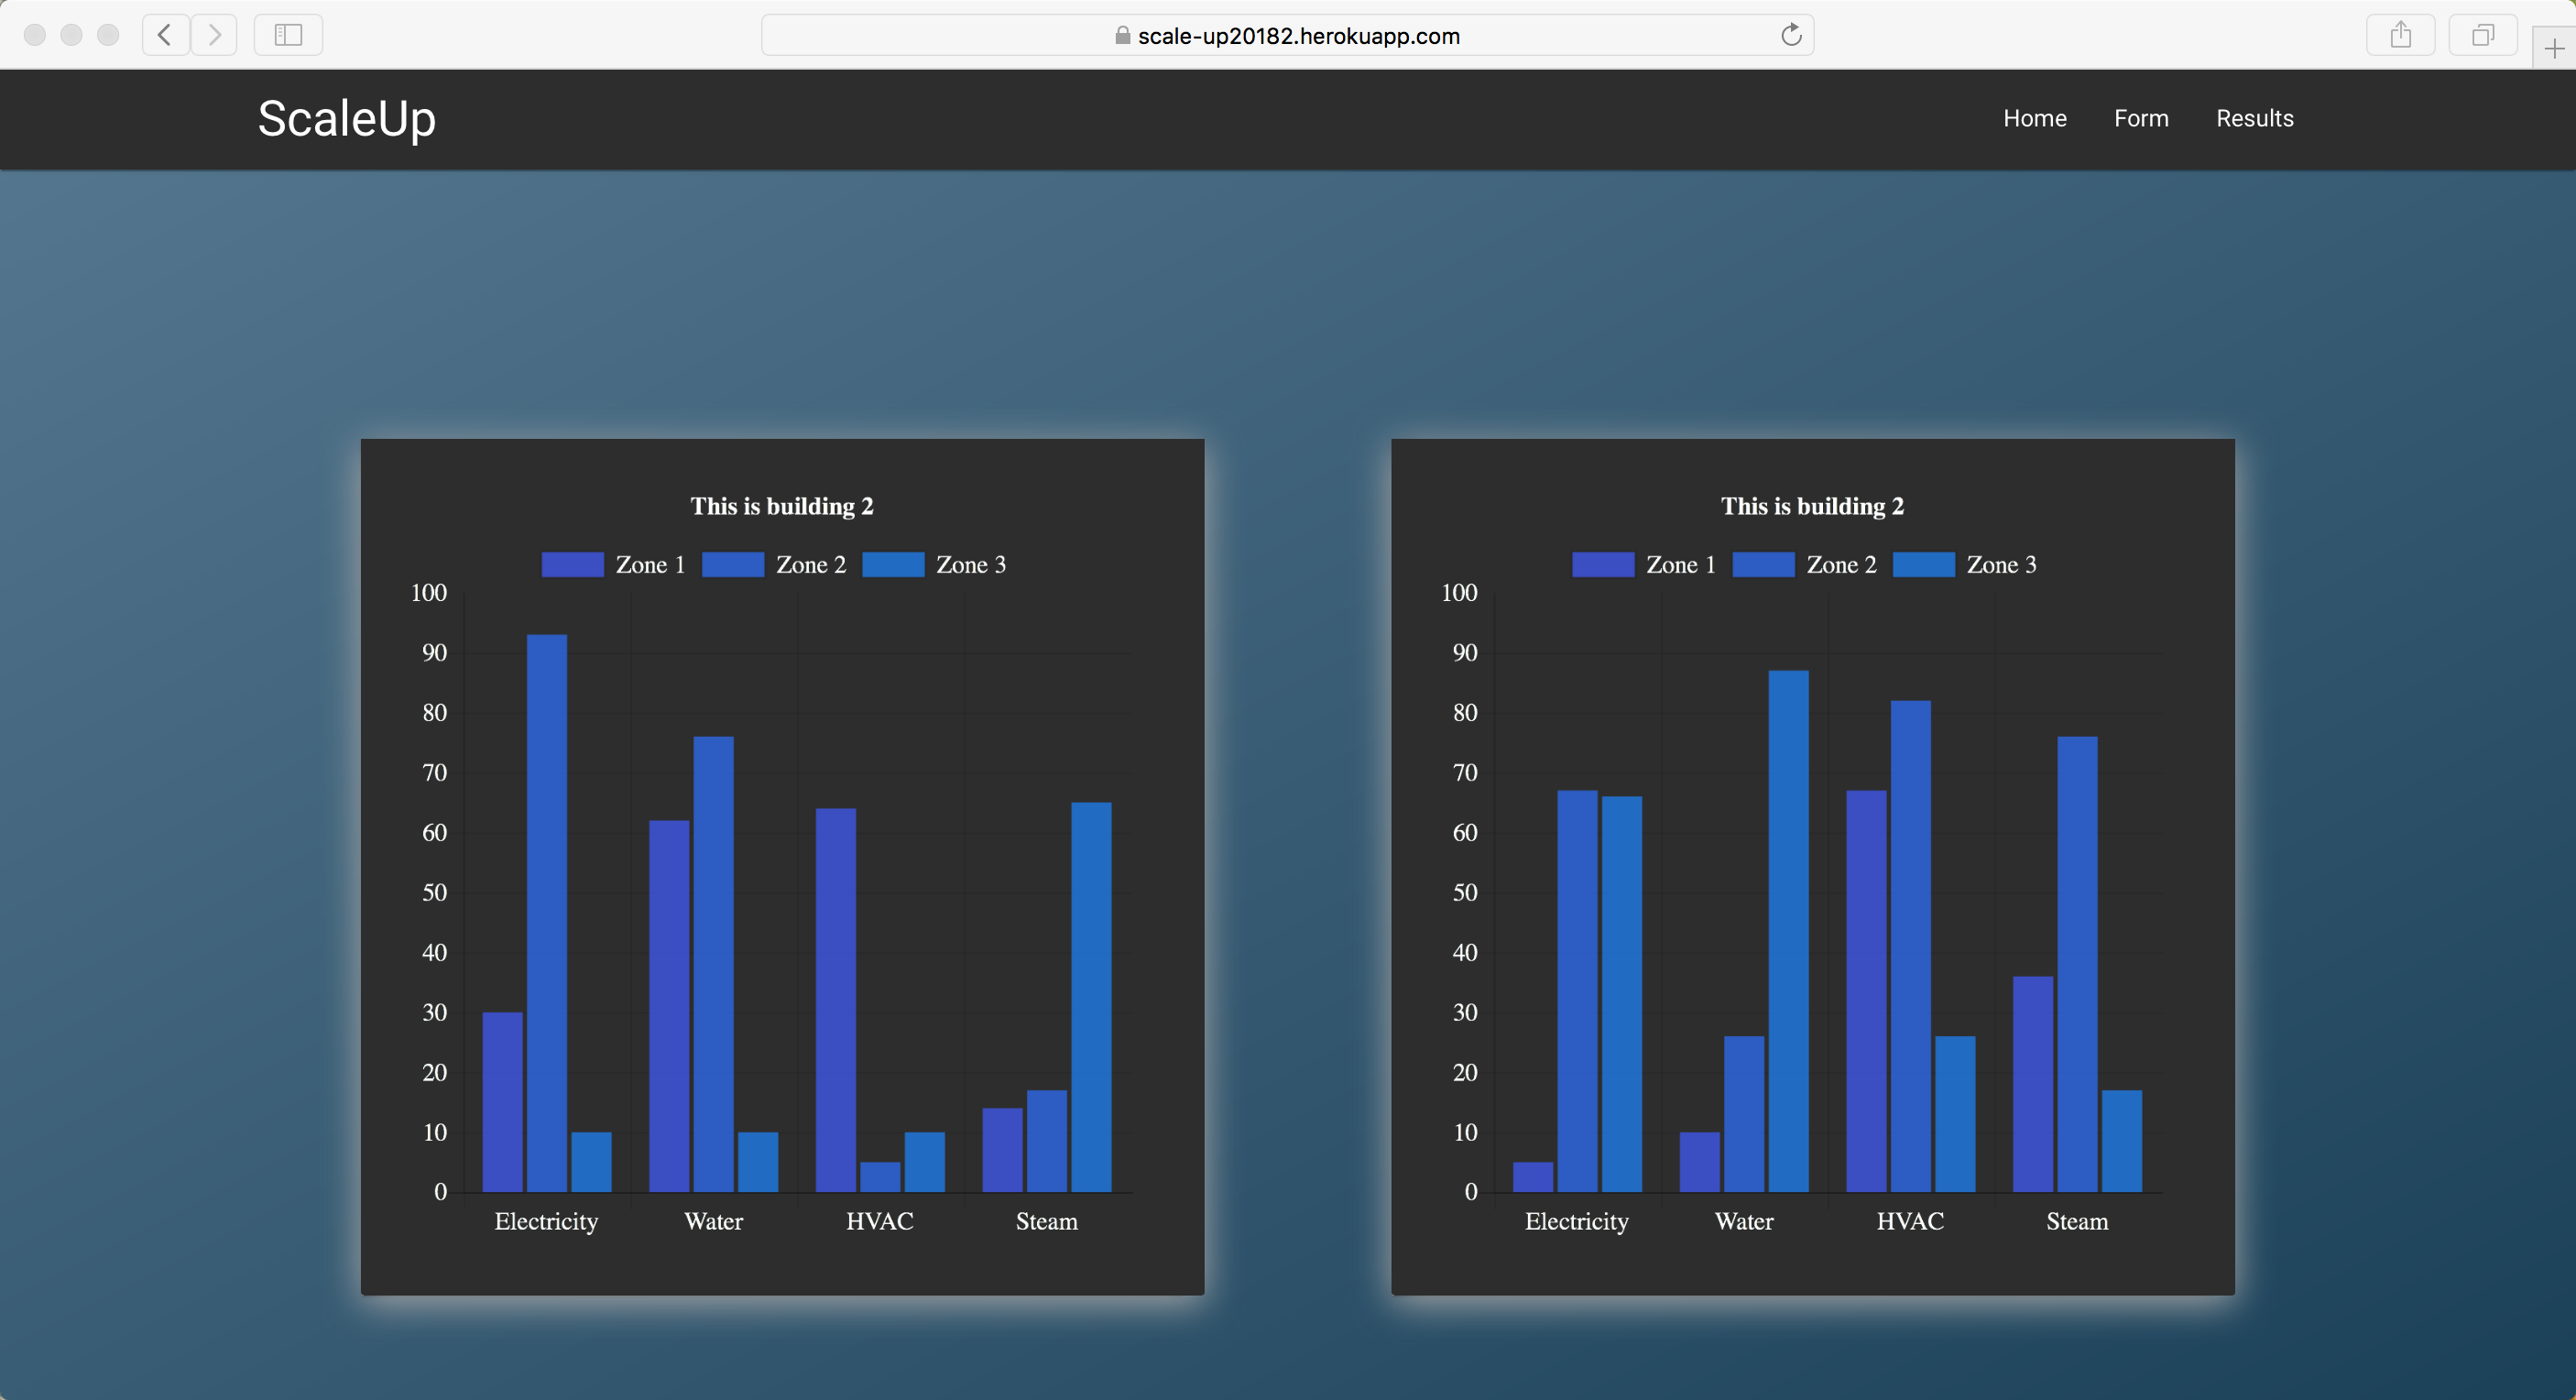 scale-up20182.herokuapp.com
ScaleUp
Home Form Results
This is building 2
Zone 1 Zone 2 Zone 3
100
90
80
70
60
50
40
30
20
10
0
Electricity Water HVAC Steam
This is building 2
Zone 1 Zone 2 Zone 3
100
90
80
70
60
50
40
30
20
10
0
Electricity Water HVAC Steam